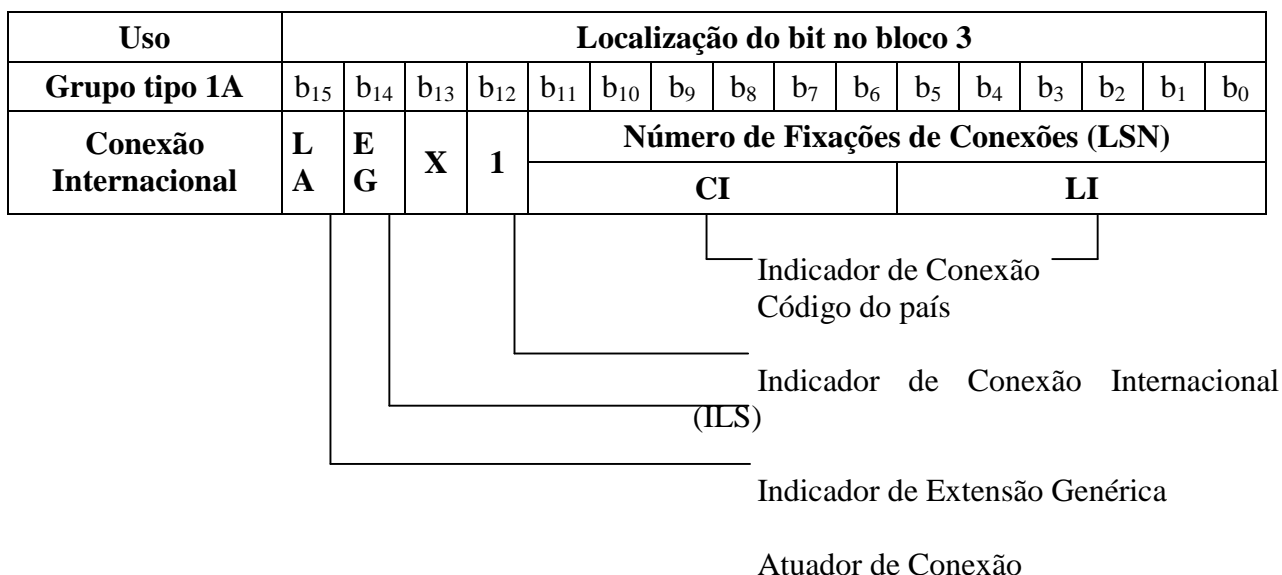 Uso Localização do bit no bloco 3
Grupo tipo 1A b15 b14 b13 b12 b11 b10 b9 b8 b7 b6 b5 b4 b3 b2 b1 b0
Conexão Internacional L A E G X 1 Número de Fixações de Conexões (LSN)
CI LI
Indicador de Conexão
Código do país
Indicador de Conexão Internacional
(ILS)
Indicador de Extensão Genérica
Atuador de Conexão